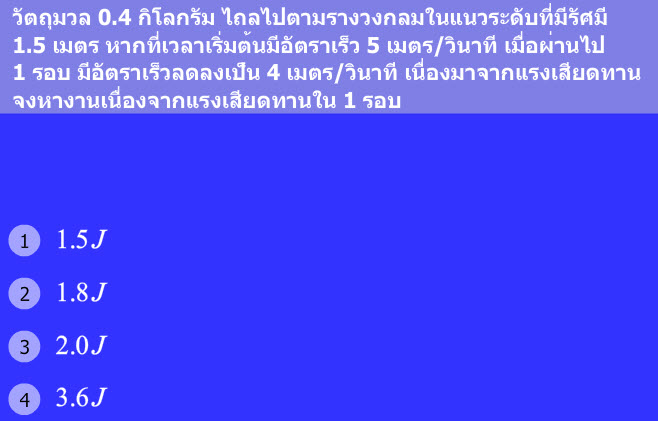 วัตถุมวล 0.4 กิโลกรัม ไถลไปตามรางวงกลมในแนวระดับที่มีรัศมี
1.5 เมตร หากที่เวลาเริ่มต้นมีอัตราเร็ว 5 เมตร/วินาที เมื่อผ่านไป
1 รอบ มีอัตราเร็วลดลงเป็น 4 เมตร/วินาที เนื่องมาจากแรงเสียดทาน
จงหางานเนื่องจากแรงเสียดทานใน 1 รอบ
1 1.5J
2 1.8J
3 2.0J
4 3.6J